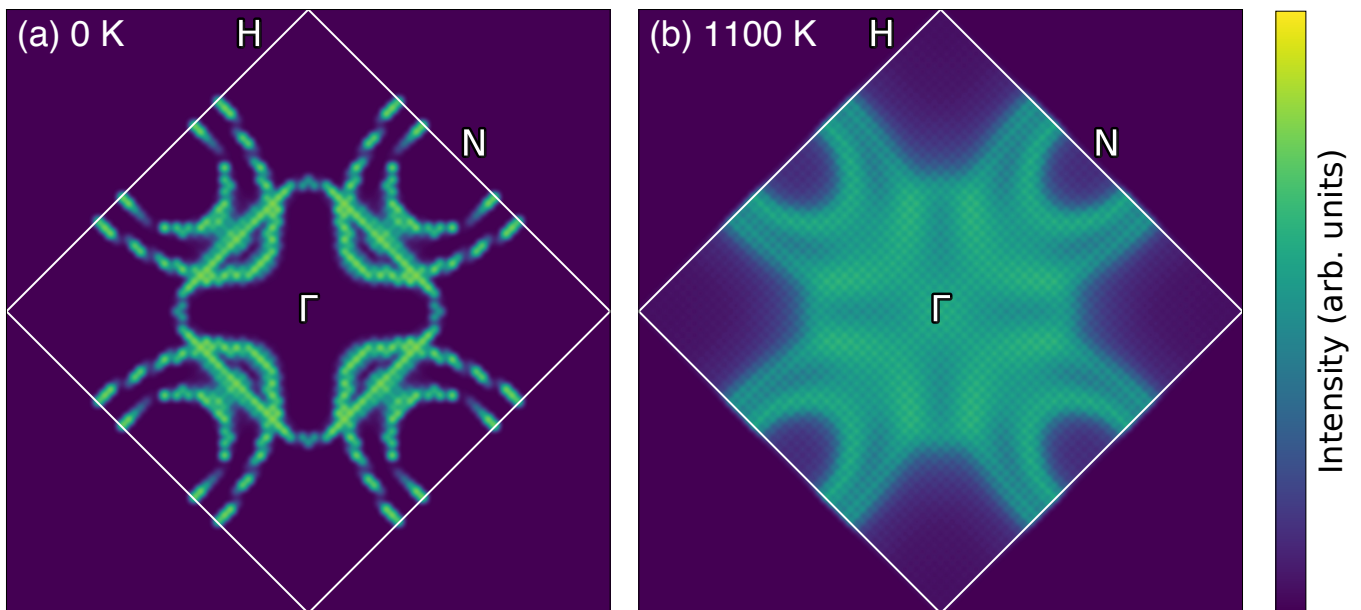 (a) 0 K
H
N
Γ
(b) 1100 K
H
N
Γ
Intensity (arb. units)